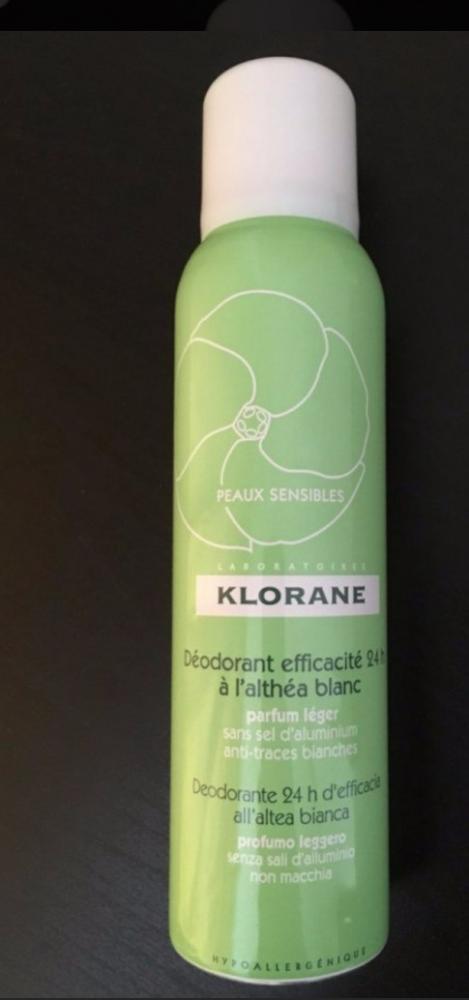 PEAUX SENSIBLES
LABORATOIRES
KLORANE
Déodorant efficacité 24 h
à l'althéa blanc
parfum léger
sans sel d'aluminium
anti-traces blanches
Deodorante 24 h d'efficacia
all'altea bianca
profumo leggero
senza sali d'alluminio
non macchia
HYPOALLERGÉNIQUE